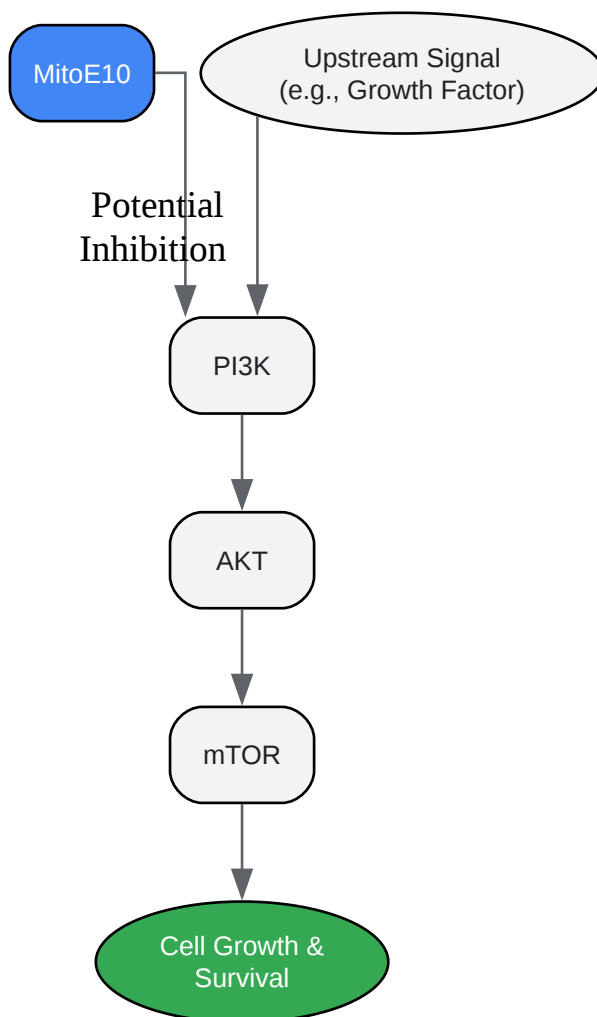 MitoE10
Upstream Signal
(e.g., Growth Factor)
Potential
Inhibition
PI3K
AKT
mTOR
Cell Growth &
Survival